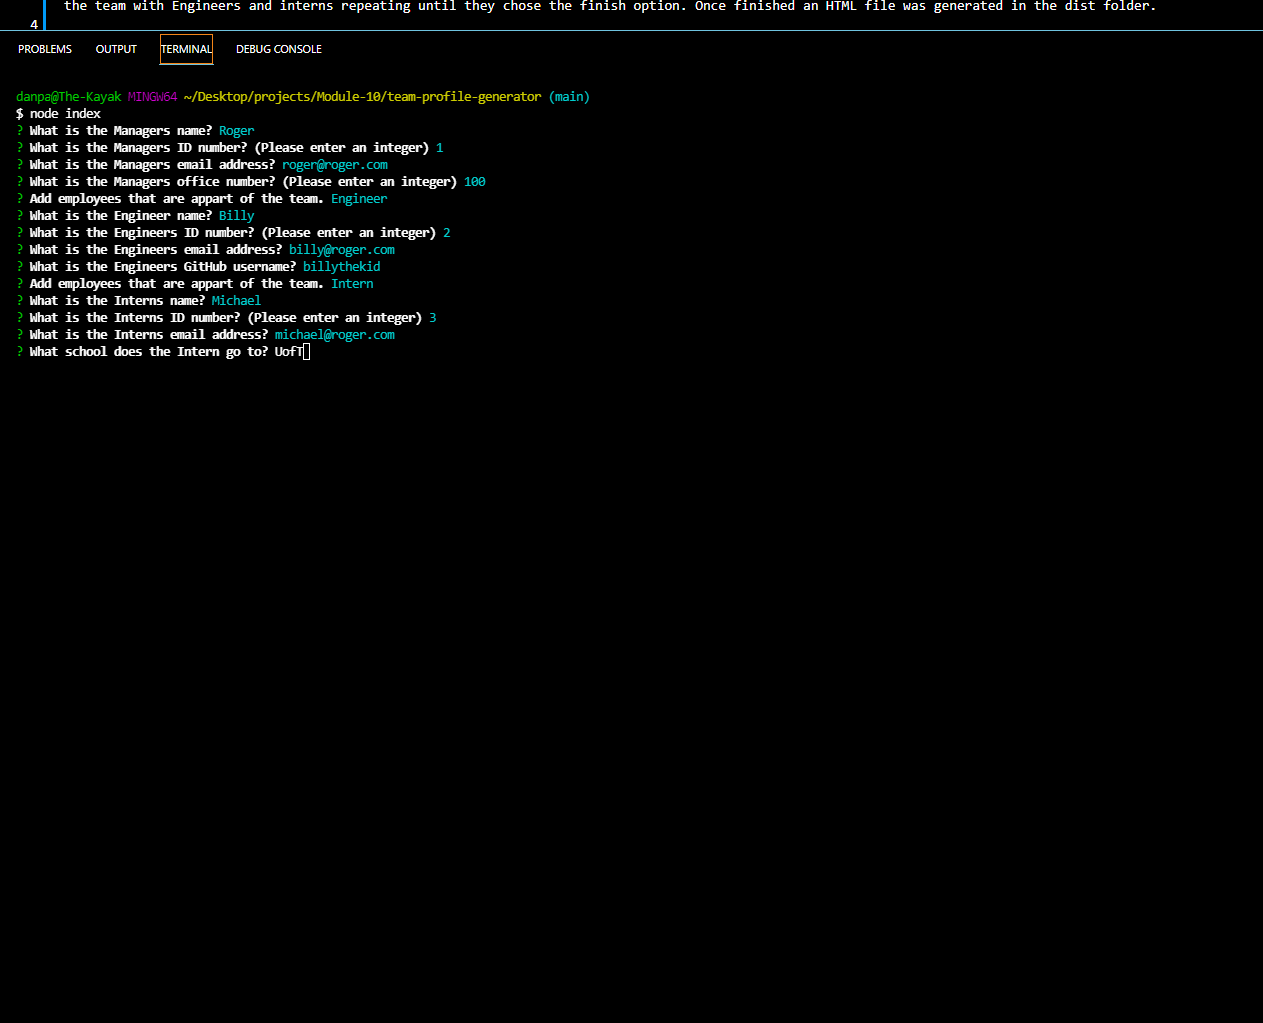 the team with Engineers and interns repeating until they chose the finish option. Once finished an HTML file was generated in the dist folder.
4
PROBLEMS OUTPUT TERMINAL DEBUG CONSOLE
danpa@The-Kayak MINGW64 ~/Desktop/projects/Module-10/team-profile-generator (main)
$ node index
? What is the Managers name? Roger
? What is the Managers ID number? (Please enter an integer) 1
? What is the Managers email address? roger@roger.com
? What is the Managers office number? (Please enter an integer) 100
? Add employees that are appart of the team. Engineer
? What is the Engineer name? Billy
? What is the Engineers ID number? (Please enter an integer) 2
? What is the Engineers email address? billy@roger.com
? What is the Engineers GitHub username? billythekid
? Add employees that are appart of the team. Intern
? What is the Interns name? Michael
? What is the Interns ID number? (Please enter an integer) 3
? What is the Interns email address? michael@roger.com
? What school does the Intern go to? UofT